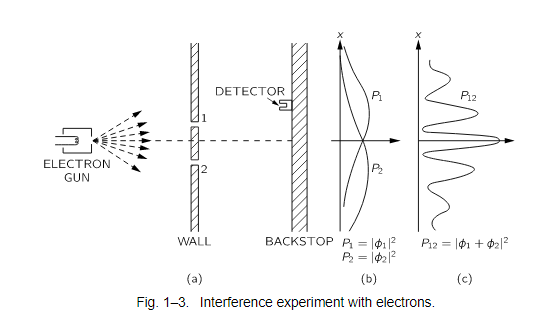 x
x
DETECTOR
1
P₁
P₁₂
ELECTRON
GUN
2
P₂
WALL
BACKSTOP
P₁ = |ϕ₁|²
P₂ = |ϕ₂|²
P₁₂ = |ϕ₁ + ϕ₂|²
(a)
(b)
(c)
Fig. 1–3. Interference experiment with electrons.